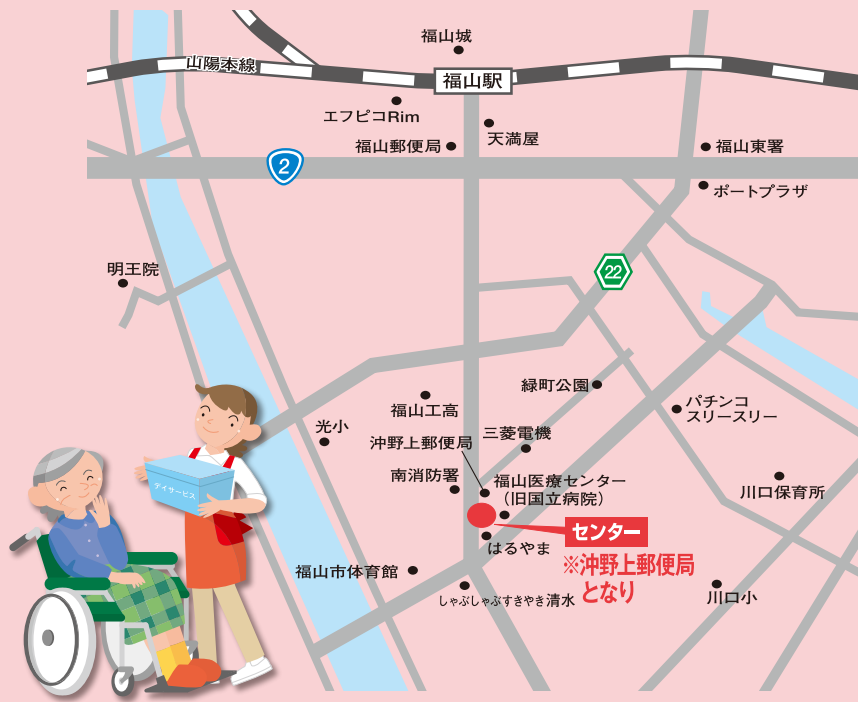 福山城
山陽本線
福山駅
エフピコRim
天満屋
福山郵便局
福山東署
2
ポートプラザ
明王院
22
緑町公園
福山工高
パチンコ
スリースリー
光小
三菱電機
沖野上郵便局
南消防署
福山医療センター
（旧国立病院）
川口保育所
デイサービス
センター
はるやま
※沖野上郵便局
となり
福山市体育館
しゃぶしゃぶすきやき清水
川口小